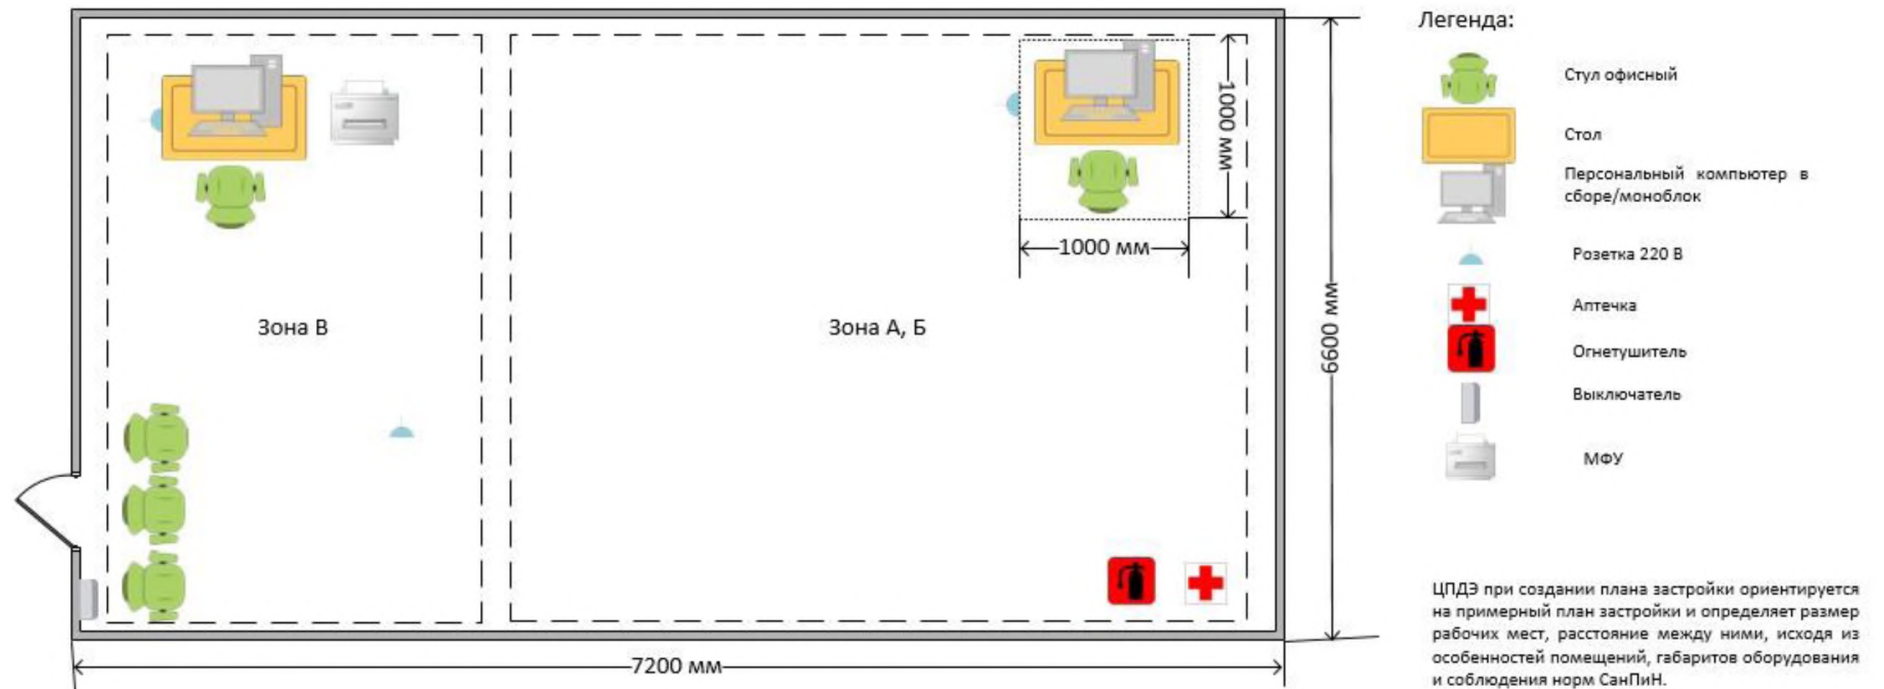 Легенда:
Стул офисный
Стол
Персональный компьютер в
сборе/моноблок
Розетка 220 В
Аптечка
Огнетушитель
Выключатель
МФУ
1000 мм
1000 мм
Зона В
Зона А, Б
6600 мм
7200 мм
ЦПДЭ при создании плана застройки ориентируется
на примерный план застройки и определяет размер
рабочих мест, расстояние между ними, исходя из
особенностей помещений, габаритов оборудования
и соблюдения норм СанПиН.